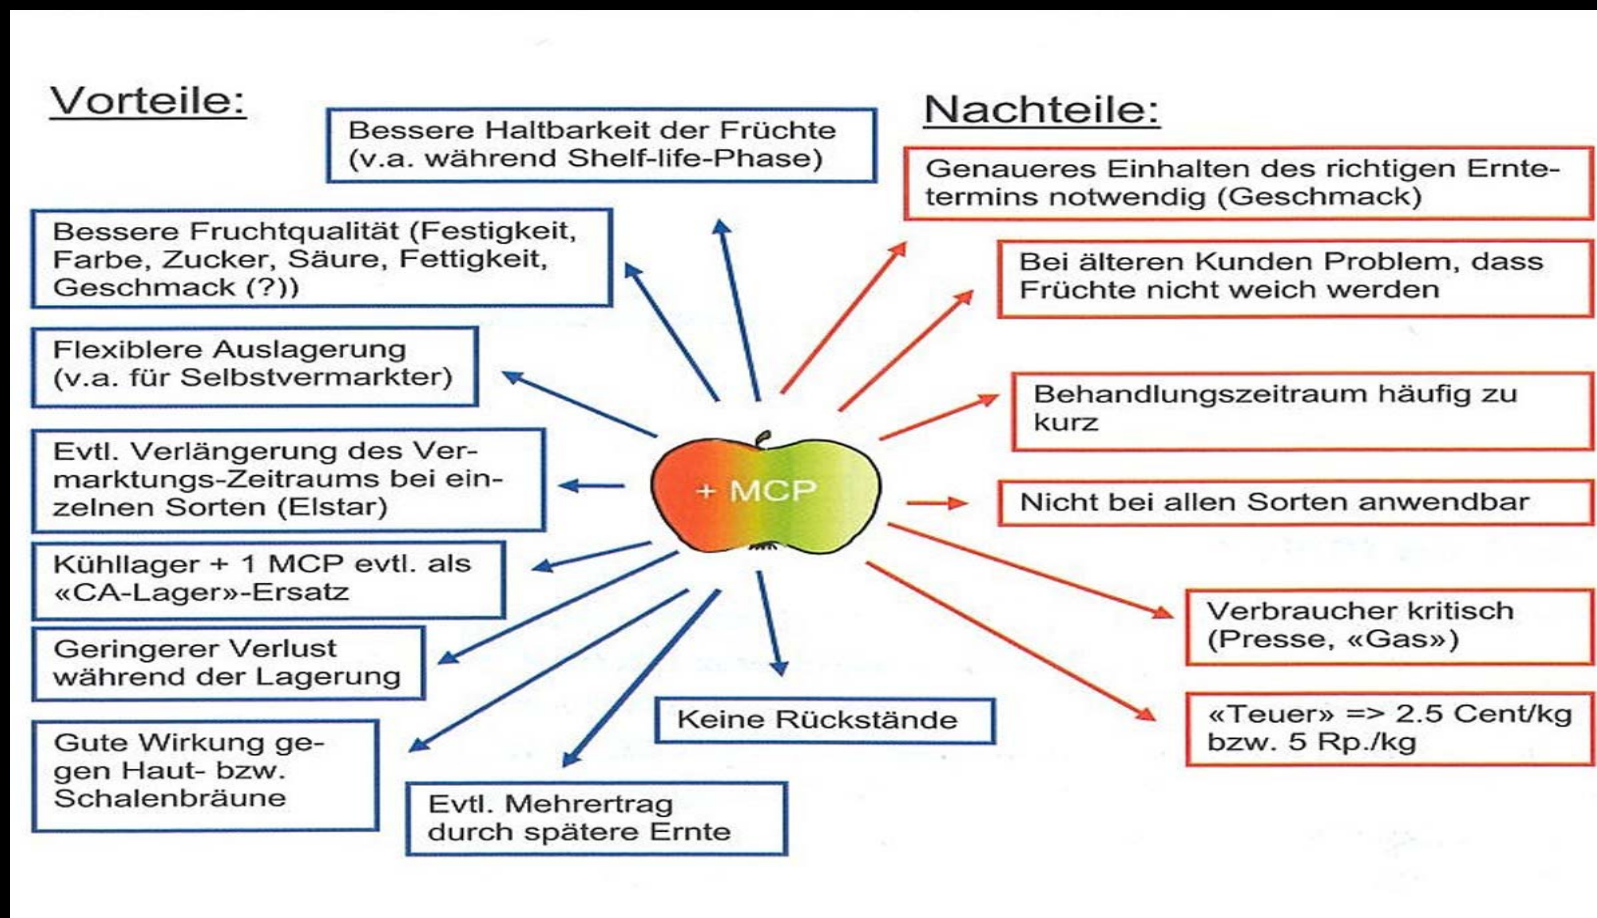 Vorteile:
Bessere Haltbarkeit der Früchte
(v.a. während Shelf-life-Phase)
Bessere Fruchtqualität (Festigkeit,
Farbe, Zucker, Säure, Fettigkeit,
Geschmack (?))
Flexiblere Auslagerung
(v.a. für Selbstvermarkter)
Evtl. Verlängerung des Ver-
marktungs-Zeitraums bei ein-
zelnen Sorten (Elstar)
Kühllager + 1 MCP evtl. als
«CA-Lager»-Ersatz
Geringerer Verlust
während der Lagerung
Gute Wirkung ge-
gen Haut- bzw.
Schalenbräune
Evtl. Mehrertrag
durch spätere Ernte
Keine Rückstände
+ MCP
Nachteile:
Genaueres Einhalten des richtigen Ernte-
termins notwendig (Geschmack)
Bei älteren Kunden Problem, dass
Früchte nicht weich werden
Behandlungszeitraum häufig zu
kurz
Nicht bei allen Sorten anwendbar
Verbraucher kritisch
(Presse, «Gas»)
«Teuer» => 2.5 Cent/kg
bzw. 5 Rp./kg